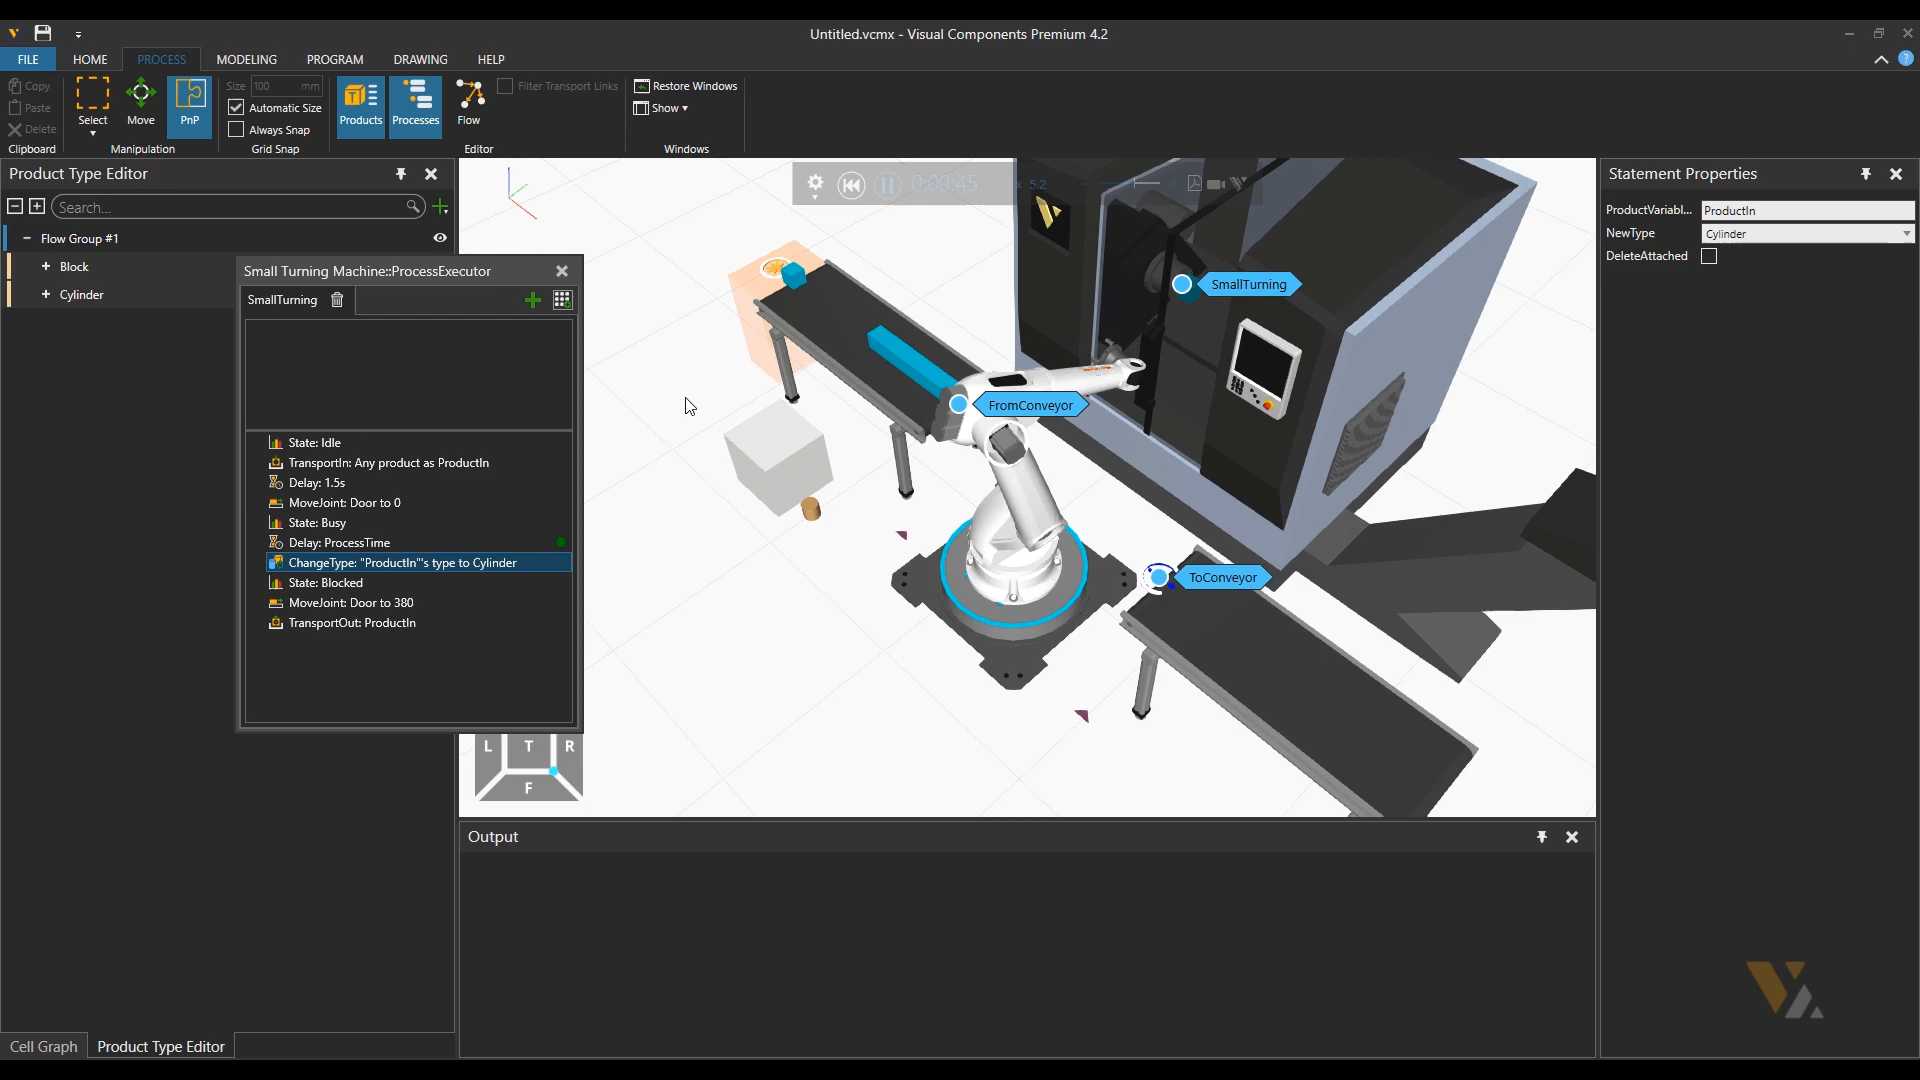 Untitled.vcmx - Visual Components Premium 4.2
FILE HOME PROCESS MODELING PROGRAM DRAWING HELP
Copy
Paste
Delete
Clipboard
Select
Move
PnP
Manipulation
Size 100 mm
Automatic Size
Always Snap
Grid Snap
Products
Processes
Flow
Filter Transport Links
Editor
Restore Windows
Show
Windows
Product Type Editor
Search...
Flow Group #1
Block
Cylinder
Small Turning Machine::ProcessExecutor
SmallTurning
State: Idle
TransportIn: Any product as ProductIn
Delay: 1.5s
MoveJoint: Door to 0
State: Busy
Delay: ProcessTime
ChangeType: "ProductIn"'s type to Cylinder
State: Blocked
MoveJoint: Door to 380
TransportOut: ProductIn
Cell Graph
Product Type Editor
0:00:45
x 5.2
SmallTurning
FromConveyor
ToConveyor
L T R
F
Output
Statement Properties
ProductVariabl... ProductIn
NewType Cylinder
DeleteAttached